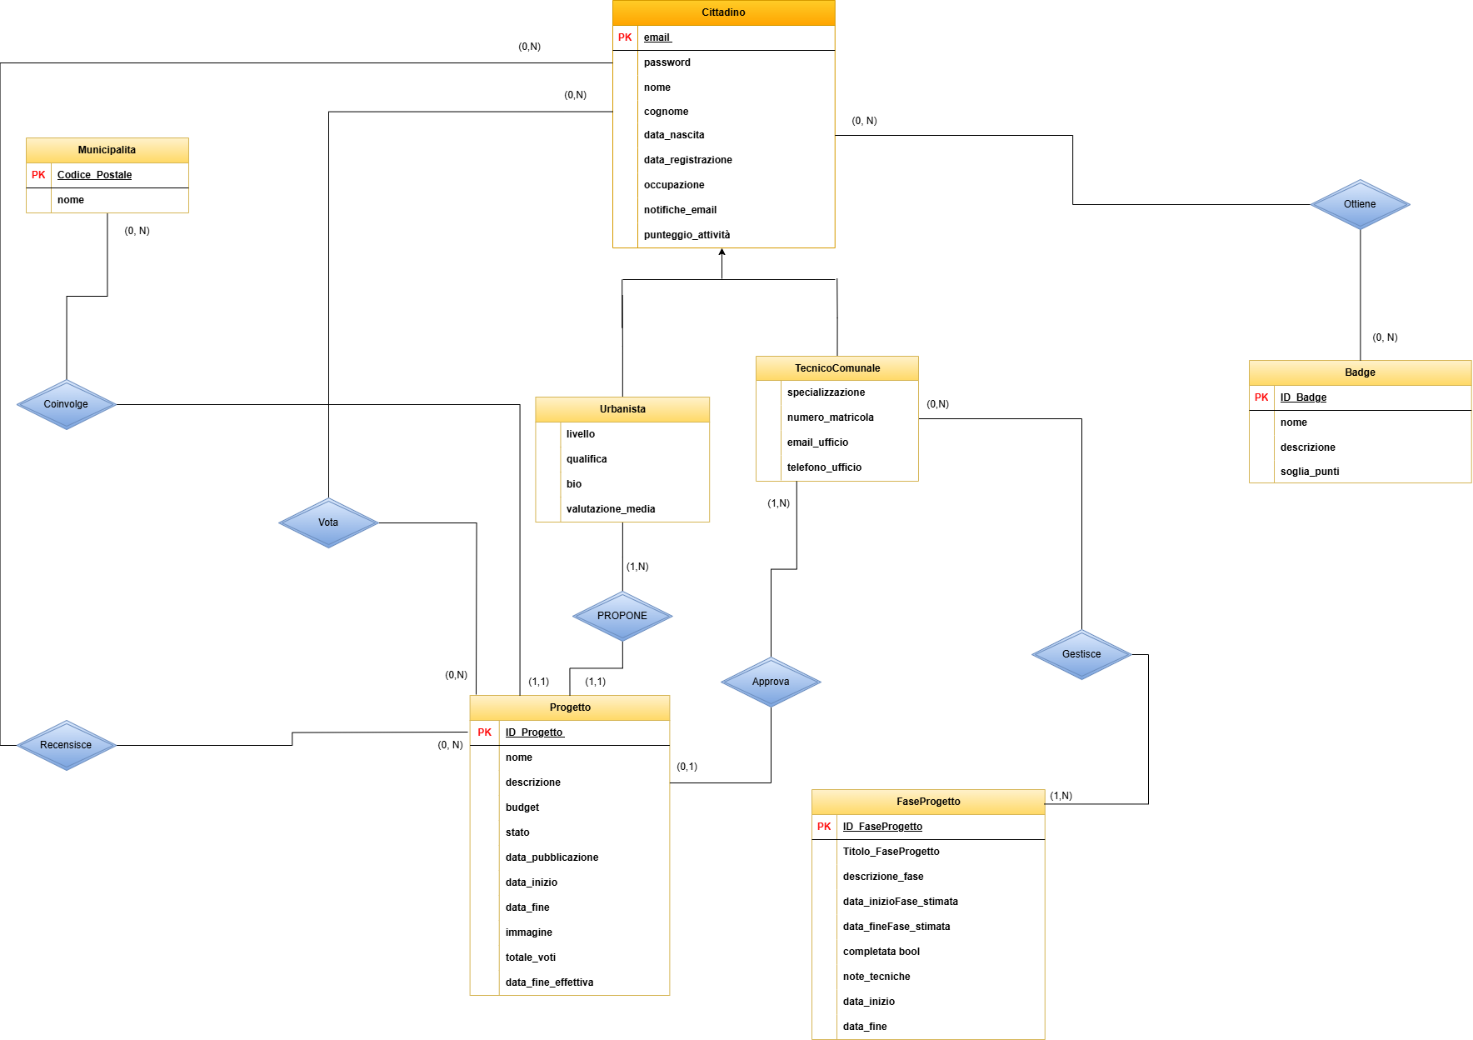 Cittadino
PK email
password
nome
cognome
data_nascita
data_registrazione
occupazione
notifiche_email
punteggio_attività
(0,N)
(0,N)
(0, N)
Municipalita
PK Codice_Postale
nome
(0, N)
Ottiene
(0, N)
Badge
PK ID_Badge
nome
descrizione
soglia_punti
Coinvolge
Urbanista
livello
qualifica
bio
valutazione_media
TecnicoComunale
specializzazione
numero_matricola
email_ufficio
telefono_ufficio
(0,N)
(1,N)
Vota
(1,N)
PROPONE
Approva
Gestisce
(0,N)
(1,1)
(1,1)
Recensisce
(0, N)
Progetto
PK ID_Progetto
nome
descrizione
budget
stato
data_pubblicazione
data_inizio
data_fine
immagine
totale_voti
data_fine_effettiva
(0,1)
(1,N)
FaseProgetto
PK ID_FaseProgetto
Titolo_FaseProgetto
descrizione_fase
data_inizioFase_stimata
data_fineFase_stimata
completata bool
note_tecniche
data_inizio
data_fine